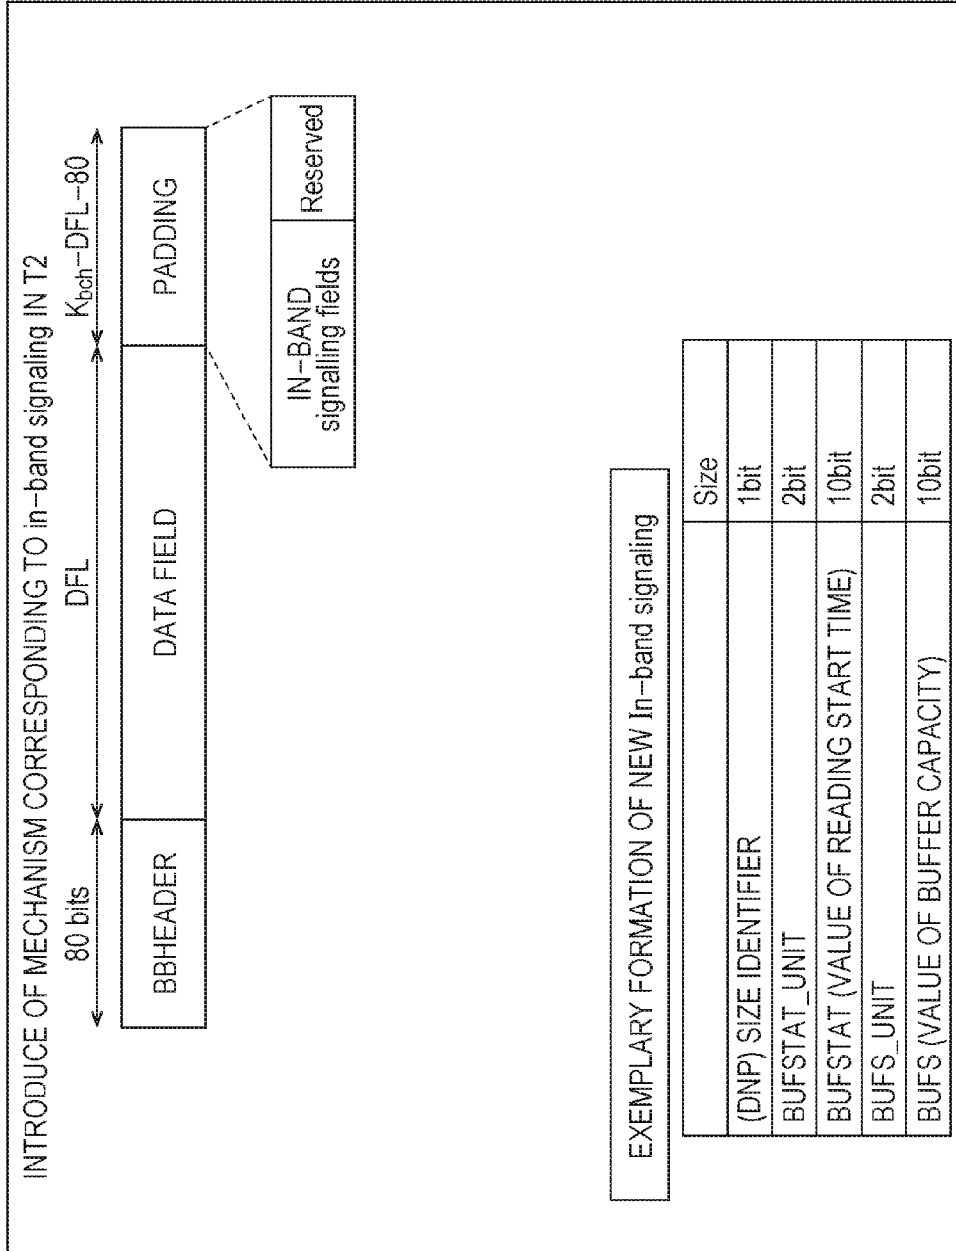 INTRODUCE OF MECHANISM CORRESPONDING TO in-band signaling IN T2
80 bits
DFL
Kbch-DFL-80
BBHEADER
DATA FIELD
PADDING
IN-BAND
signalling fields
Reserved
EXEMPLARY FORMATION OF NEW In-band signaling
Size
(DNP) SIZE IDENTIFIER 1bit
BUFSTAT_UNIT 2bit
BUFSTAT (VALUE OF READING START TIME) 10bit
BUFS_UNIT 2bit
BUFS (VALUE OF BUFFER CAPACITY) 10bit